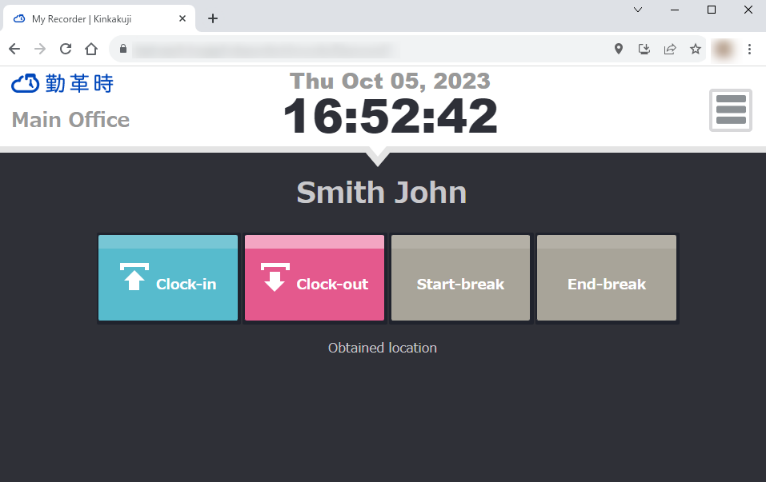 My Recorder | Kinkakuji
勤革時
Main Office
Thu Oct 05, 2023
16:52:42
Smith John
Clock-in
Clock-out
Start-break
End-break
Obtained location